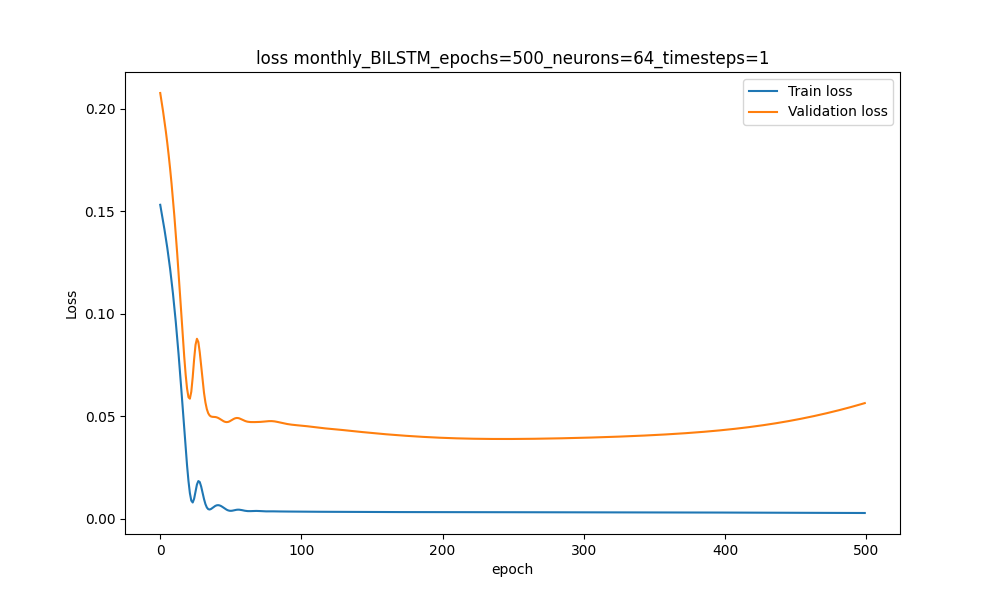 loss monthly_BILSTM_epochs=500_neurons=64_timesteps=1
Train loss
Validation loss
Loss
0.20
0.15
0.10
0.05
0.00
0
100
200
300
400
500
epoch